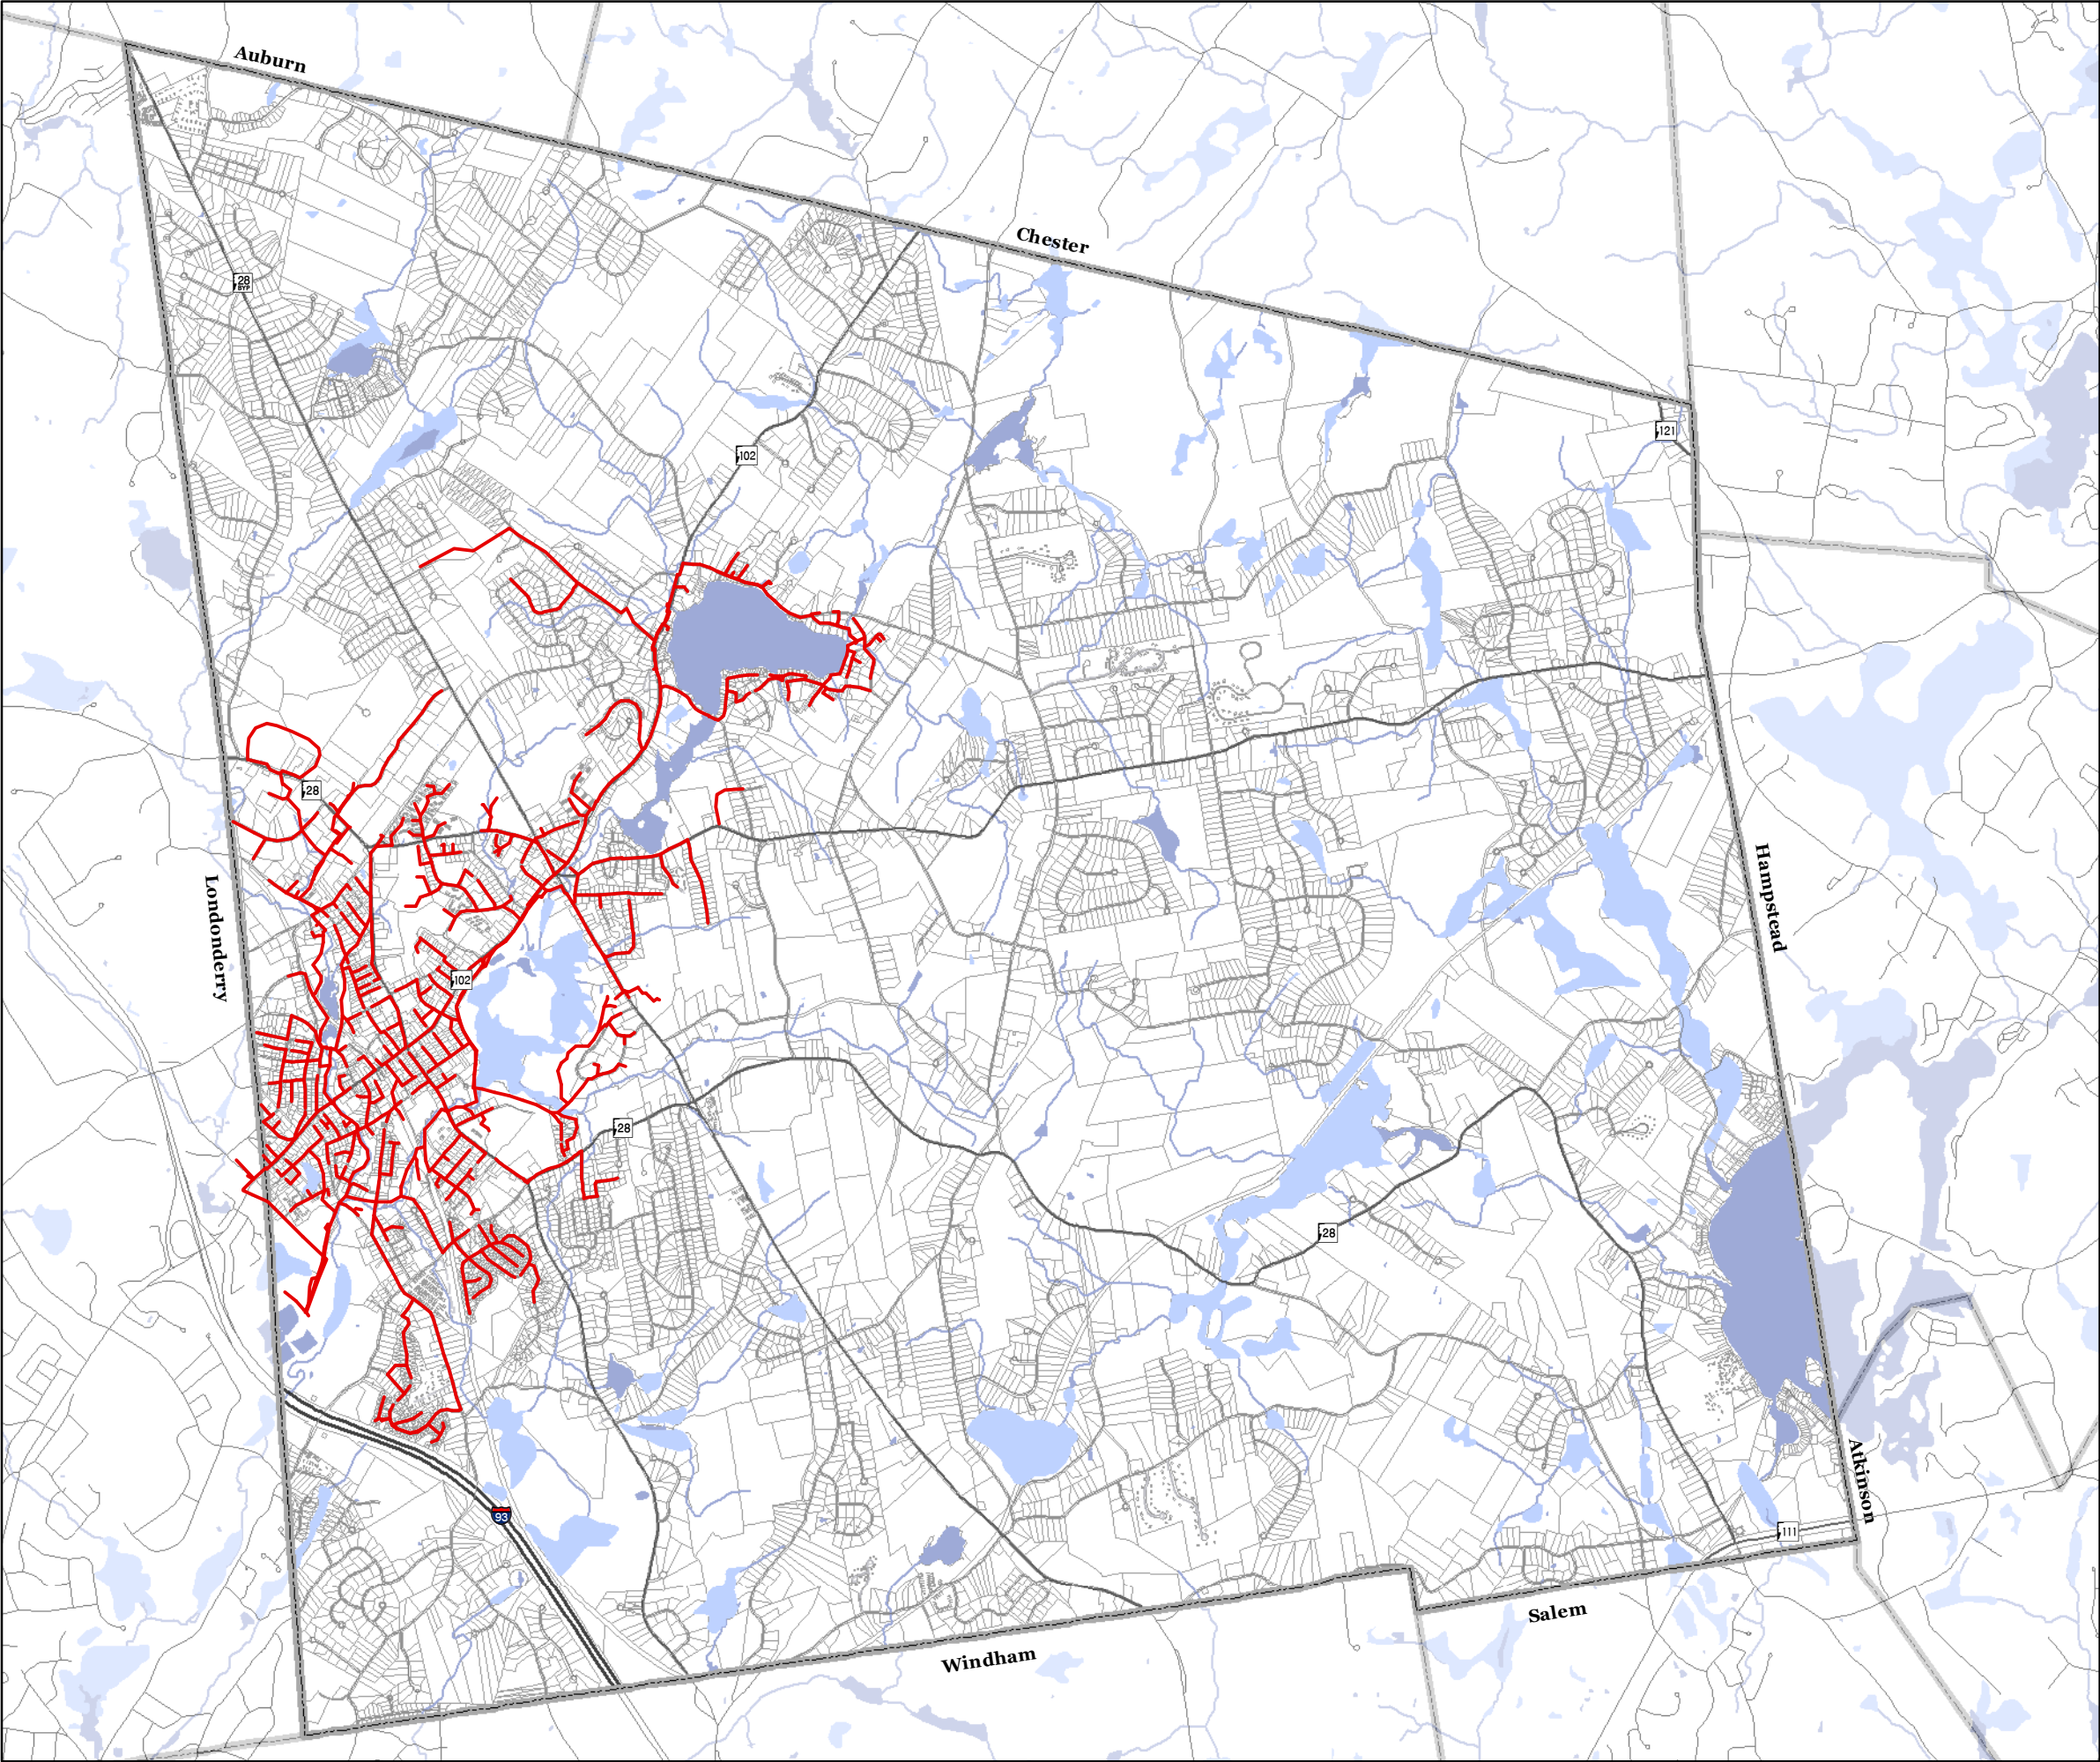 Auburn
Chester
28
BYP
121
102
28
Londonderry
Hampstead
102
28
28
Atkinson
93
111
Salem
Windham